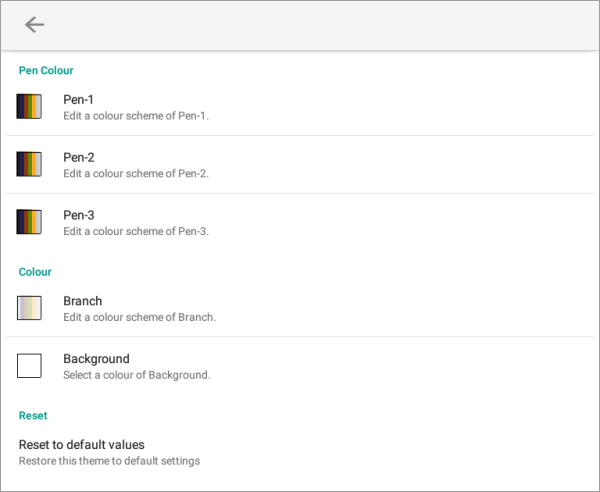 Pen Colour
Pen-1
Edit a colour scheme of Pen-1.
Pen-2
Edit a colour scheme of Pen-2.
Pen-3
Edit a colour scheme of Pen-3.
Colour
Branch
Edit a colour scheme of Branch.
Background
Select a colour of Background.
Reset
Reset to default values
Restore this theme to default settings